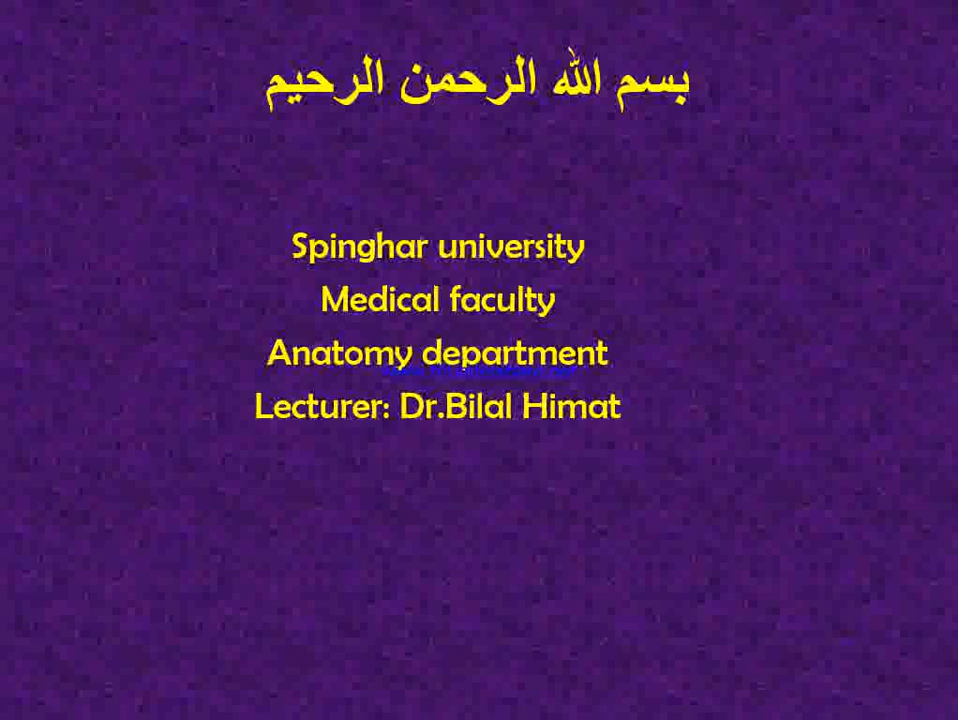 بسم الله الرحمن الرحيم
Spinghar university
Medical faculty
Anatomy department
Lecturer: Dr.Bilal Himat